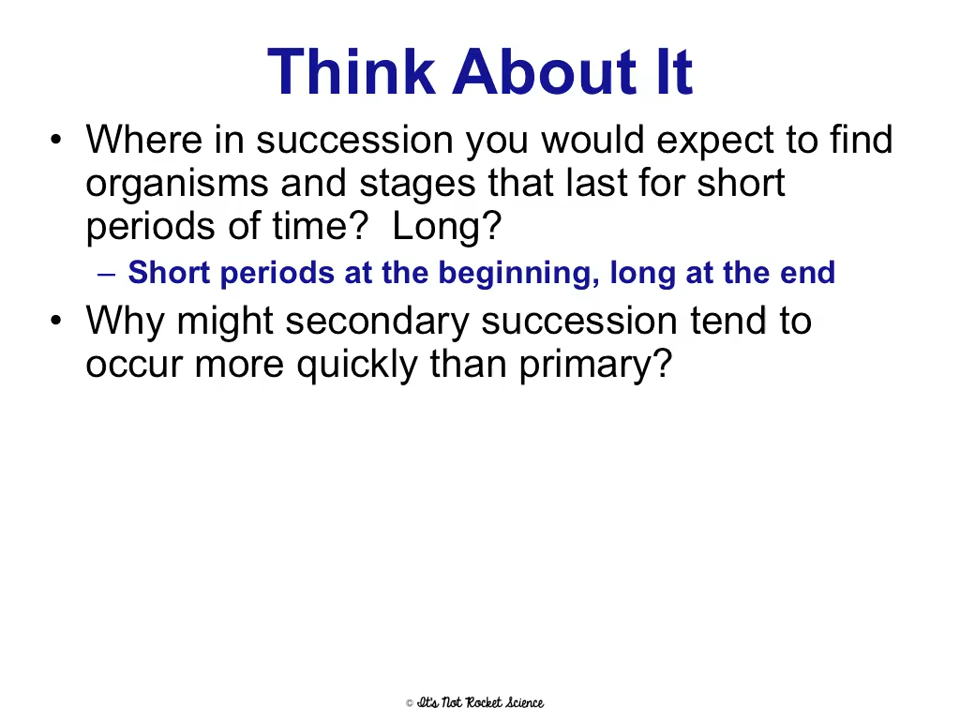 Think About It
• Where in succession you would expect to find
organisms and stages that last for short
periods of time?  Long?
– Short periods at the beginning, long at the end
• Why might secondary succession tend to
occur more quickly than primary?
© It's Not Rocket Science